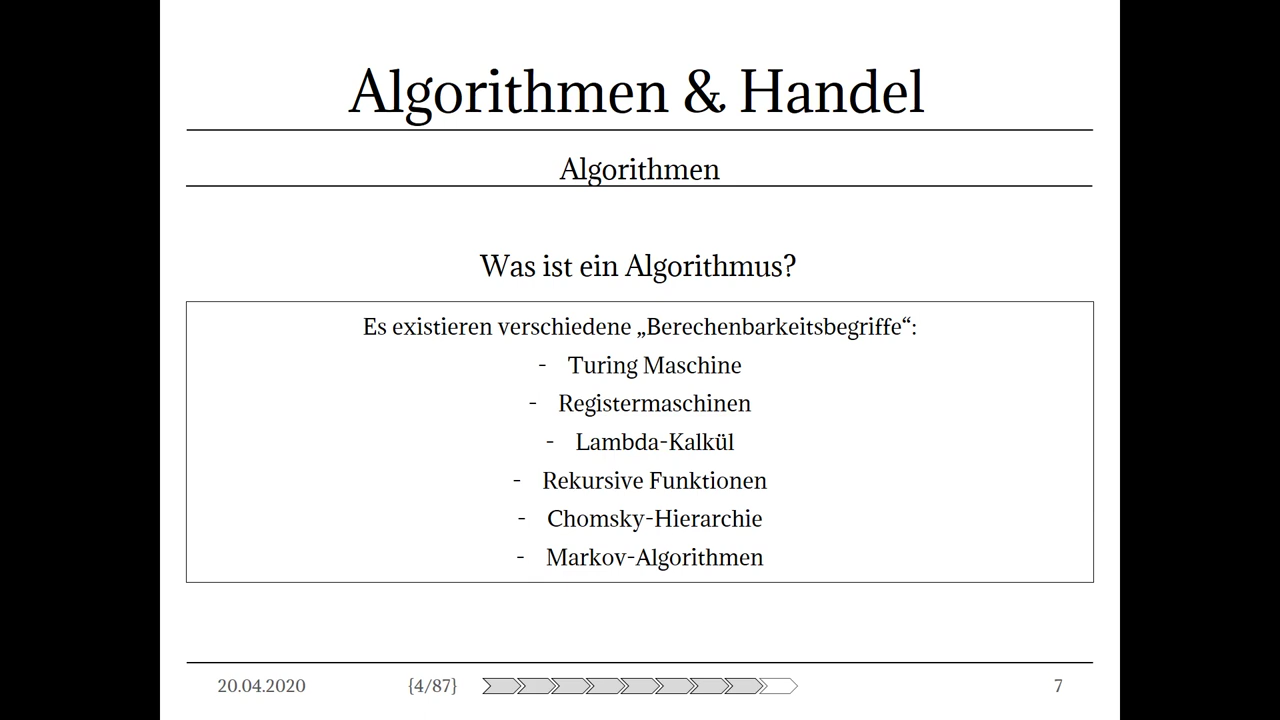 Algorithmen & Handel
Algorithmen
Was ist ein Algorithmus?
Es existieren verschiedene „Berechenbarkeitsbegriffe“:
- Turing Maschine
- Registermaschinen
- Lambda-Kalkül
- Rekursive Funktionen
- Chomsky-Hierarchie
- Markov-Algorithmen
20.04.2020 {4/87} 7